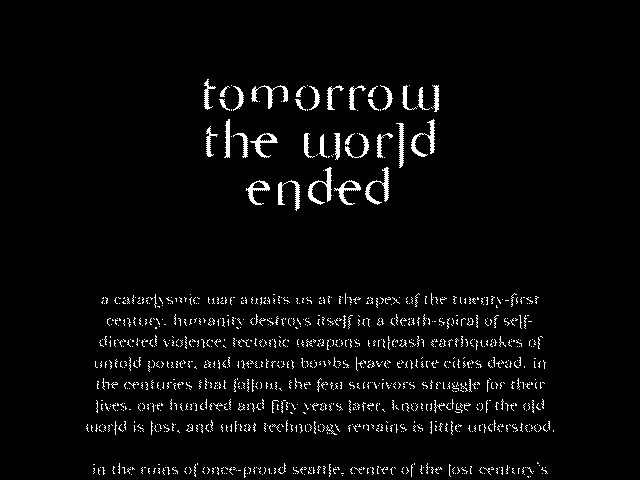 tomorrow
the world
ended
a cataclysmic war awaits us at the apex of the twenty-first
century. humanity destroys itself in a death-spiral of self-
directed violence; tectonic weapons unleash earthquakes of
untold power, and neutron bombs leave entire cities dead. in
the centuries that follow, the few survivors struggle for their
lives. one hundred and fifty years later, knowledge of the old
world is lost, and what technology remains is little understood.
in the ruins of once-proud seattle, center of the lost century's